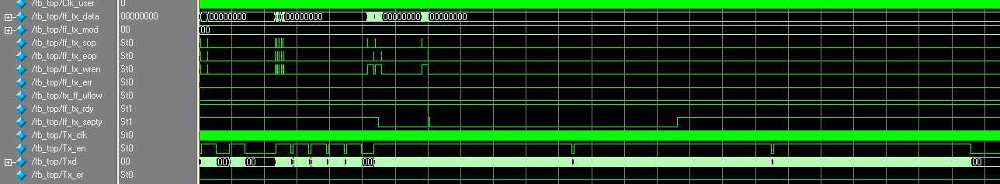 /tb_top/Clk_user 0
/tb_top/ff_tx_data 00000000 00000000 00000000 00000000 00000000
/tb_top/ff_tx_mod 00 00
/tb_top/ff_tx_sop St0
/tb_top/ff_tx_eop St0
/tb_top/ff_tx_wren St0
/tb_top/ff_tx_err St0
/tb_top/tx_ff_uflow St0
/tb_top/ff_tx_rdy St1
/tb_top/ff_tx_septy St1
/tb_top/Tx_clk St0
/tb_top/Tx_en St0
/tb_top/Txd 00 00 00 00 00
/tb_top/Tx_er St0